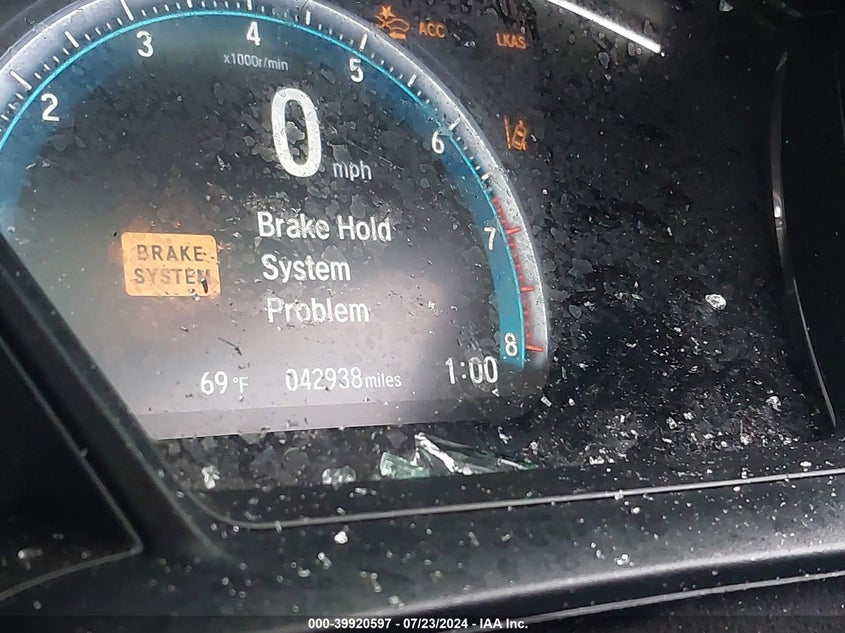 ACC
LKAS
2 3 4 5 6 7 8
x1000r/min
0
mph
BRAKE
SYSTEM
Brake Hold
System
Problem
69°F 042938 miles 1:00
000-39920597 - 07/23/2024 - IAA Inc.